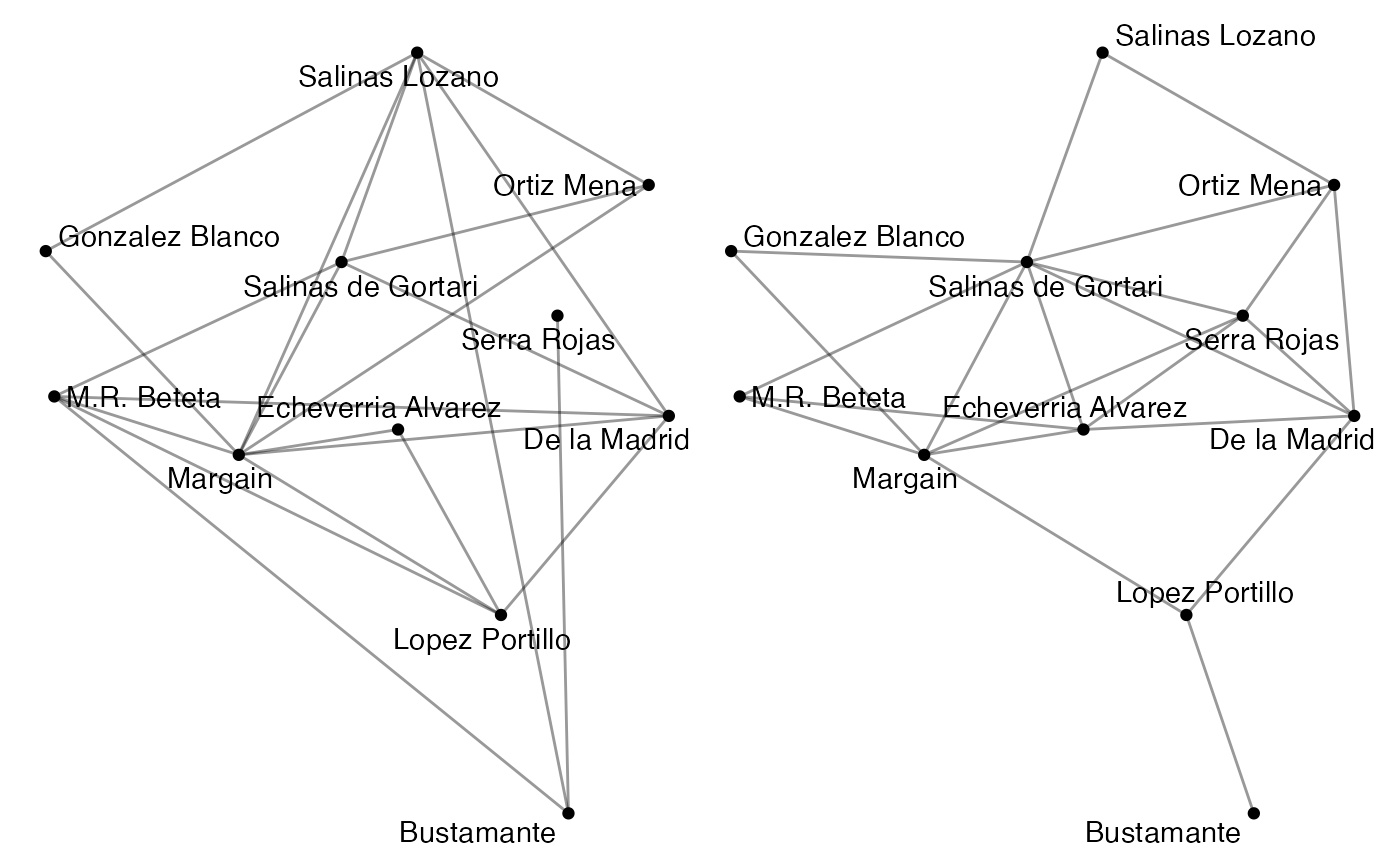 Salinas Lozano
Ortiz Mena
Gonzalez Blanco
Salinas de Gortari
Serra Rojas
M.R. Beteta
Echeverria Alvarez
De la Madrid
Margain
Lopez Portillo
Bustamante
Salinas Lozano
Ortiz Mena
Gonzalez Blanco
Salinas de Gortari
Serra Rojas
M.R. Beteta
Echeverria Alvarez
De la Madrid
Margain
Lopez Portillo
Bustamante